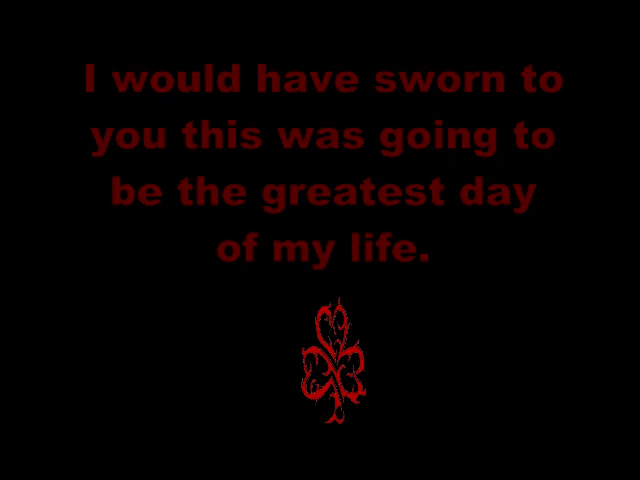 I would have sworn to
you this was going to
be the greatest day
of my life.